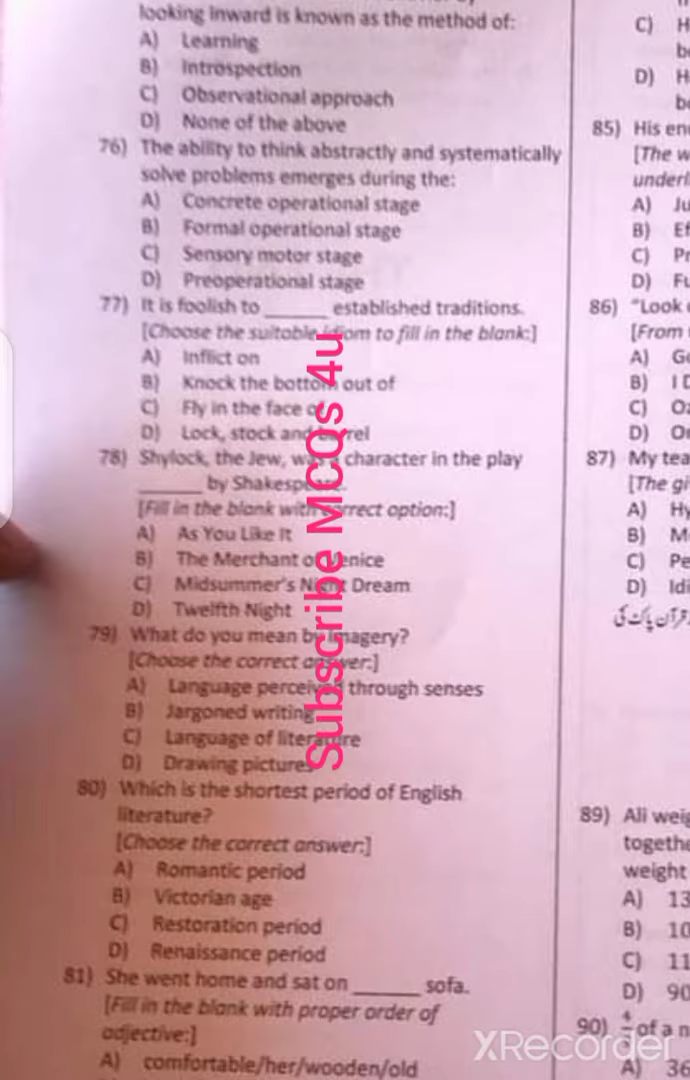 looking inward is known as the method of:
A) Learning
B) Introspection
C) Observational approach
D) None of the above
76) The ability to think abstractly and systematically
solve problems emerges during the:
A) Concrete operational stage
B) Formal operational stage
C) Sensory motor stage
D) Preoperational stage
77) It is foolish to ______ established traditions.
[Choose the suitable idiom to fill in the blank:]
A) Inflict on
B) Knock the bottom out of
C) Fly in the face of
D) Lock, stock and barrel
78) Shylock, the Jew, was a character in the play
______ by Shakespeare.
[Fill in the blank with correct option:]
A) As You Like It
B) The Merchant of Venice
C) Midsummer's Night Dream
D) Twelfth Night
79) What do you mean by imagery?
[Choose the correct answer:]
A) Language perceived through senses
B) Jargoned writing
C) Language of literature
D) Drawing pictures
80) Which is the shortest period of English
literature?
[Choose the correct answer:]
A) Romantic period
B) Victorian age
C) Restoration period
D) Renaissance period
81) She went home and sat on ______ sofa.
[Fill in the blank with proper order of
adjective:]
A) comfortable/her/wooden/old
C) H
b
D) H
b
85) His en
[The w
underl
A) Ju
B) Ef
C) Pr
D) Fu
86) "Look
[From
A) G
B) I D
C) O
D) O
87) My tea
[The gi
A) Hy
B) M
C) Pe
D) Idi
قرآن پاک کی
89) Ali weig
togethe
weight
A) 13
B) 10
C) 11
D) 90
90) of a n
A) 36
Subscribe MCQs 4u
XRecorder